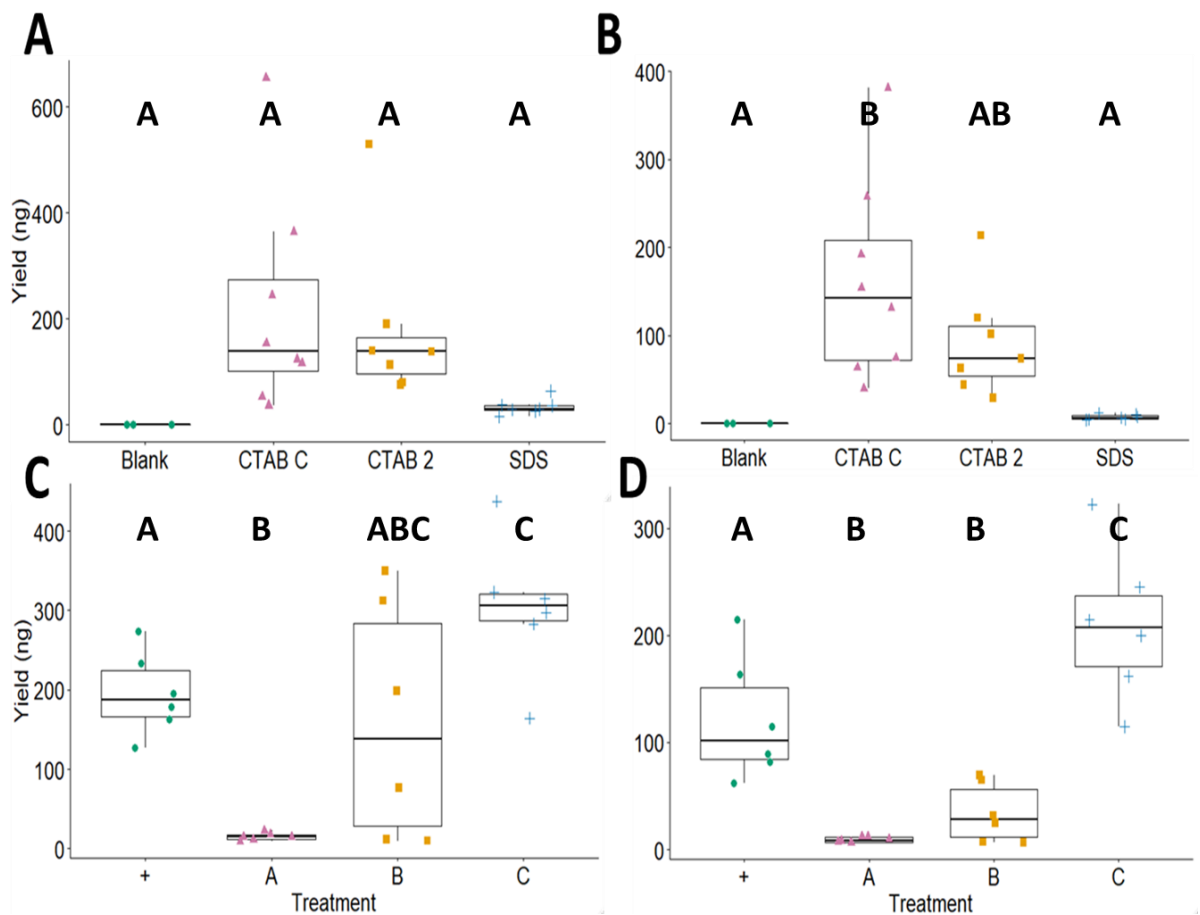 A
B
600
400
200
0
Yield (ng)
A A A A
Blank CTAB C CTAB 2 SDS
400
300
200
100
0
A B AB A
Blank CTAB C CTAB 2 SDS
C
D
400
300
200
100
0
Yield (ng)
A B ABC C
+ A B C
Treatment
300
200
100
0
A B B C
+ A B C
Treatment